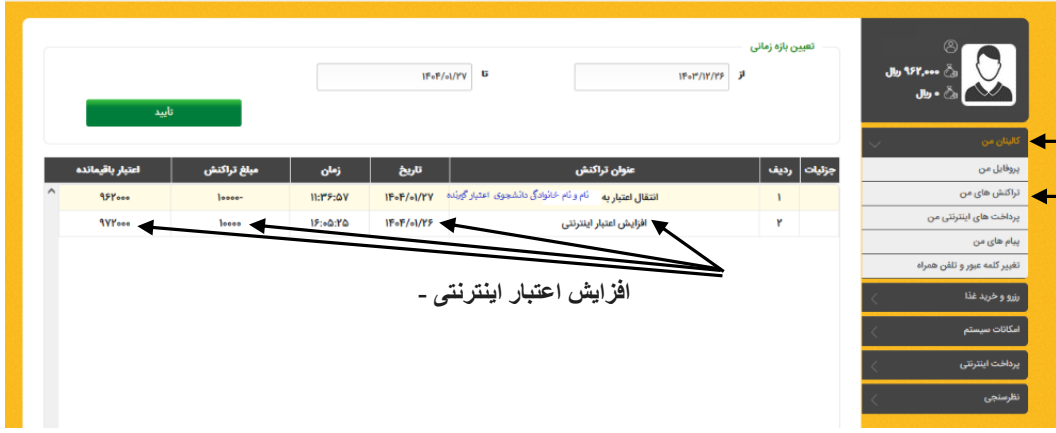 تعیین بازه زمانی
از ۱۴۰۳/۱۲/۲۶ تا ۱۴۰۴/۰۱/۲۷
تأیید
جزئیات ردیف عنوان تراکنش تاریخ زمان مبلغ تراکنش اعتبار باقیمانده
۱ انتقال اعتبار به نام و نام خانوادگی دانشجوی اعتبار گیرنده ۱۴۰۴/۰۱/۲۷ ۱۱:۳۶:۵۷ ۱۰۰۰۰- ۹۶۲۰۰۰
۲ افزایش اعتبار اینترنتی ۱۴۰۴/۰۱/۲۶ ۱۶:۰۵:۲۵ ۱۰۰۰۰ ۹۷۲۰۰۰
افزایش اعتبار اینترنتی -
۹۶۲,۰۰۰ ریال
۰ ریال
کالینان من
پروفایل من
تراکنش های من
پرداخت های اینترنتی من
پیام های من
تغییر کلمه عبور و تلفن همراه
رزرو و خرید غذا
امکانات سیستم
پرداخت اینترنتی
نظرسنجی